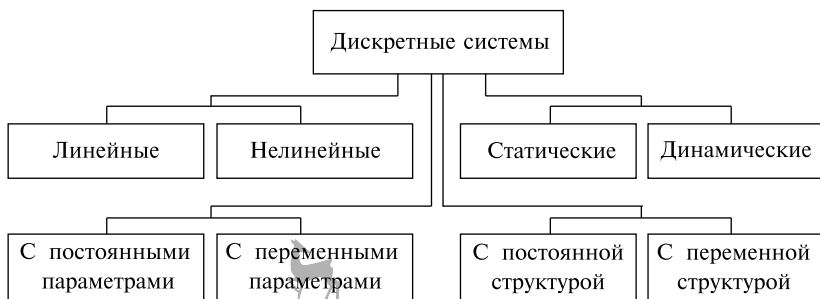 Дискретные системы
Линейные
Нелинейные
Статические
Динамические
С постоянными
параметрами
С переменными
параметрами
С постоянной
структурой
С переменной
структурой